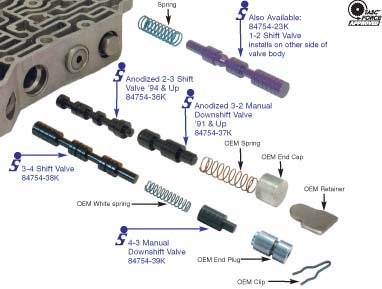 Spring
Also Available:
84754-23K
1-2 Shift Valve
installs on other side of
valve body
TASC
FORCE
APPROVED
Anodized 2-3 Shift
Valve '94 & Up
84754-36K
Anodized 3-2 Manual
Downshift Valve
'91 & Up
84754-37K
OEM Spring
OEM End Cap
3-4 Shift Valve
84754-38K
OEM Retainer
OEM White spring
4-3 Manual
Downshift Valve
84754-39K
OEM End Plug
OEM Clip